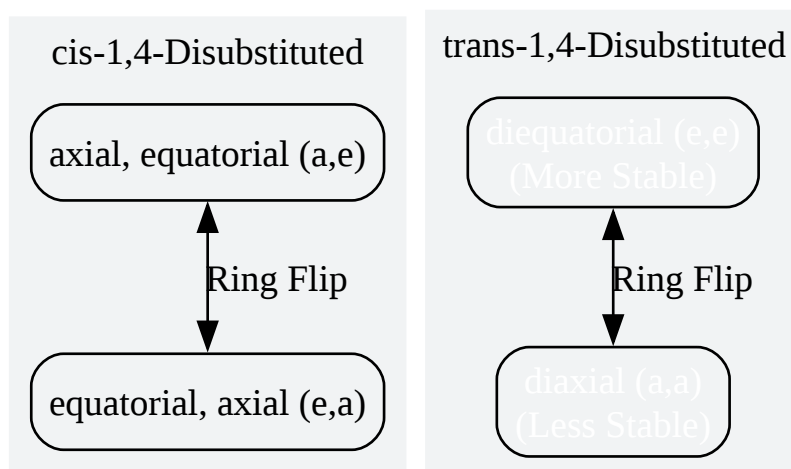 cis-1,4-Disubstituted
axial, equatorial (a,e)
Ring Flip
equatorial, axial (e,a)
trans-1,4-Disubstituted
diequatorial (e,e)
(More Stable)
Ring Flip
diaxial (a,a)
(Less Stable)